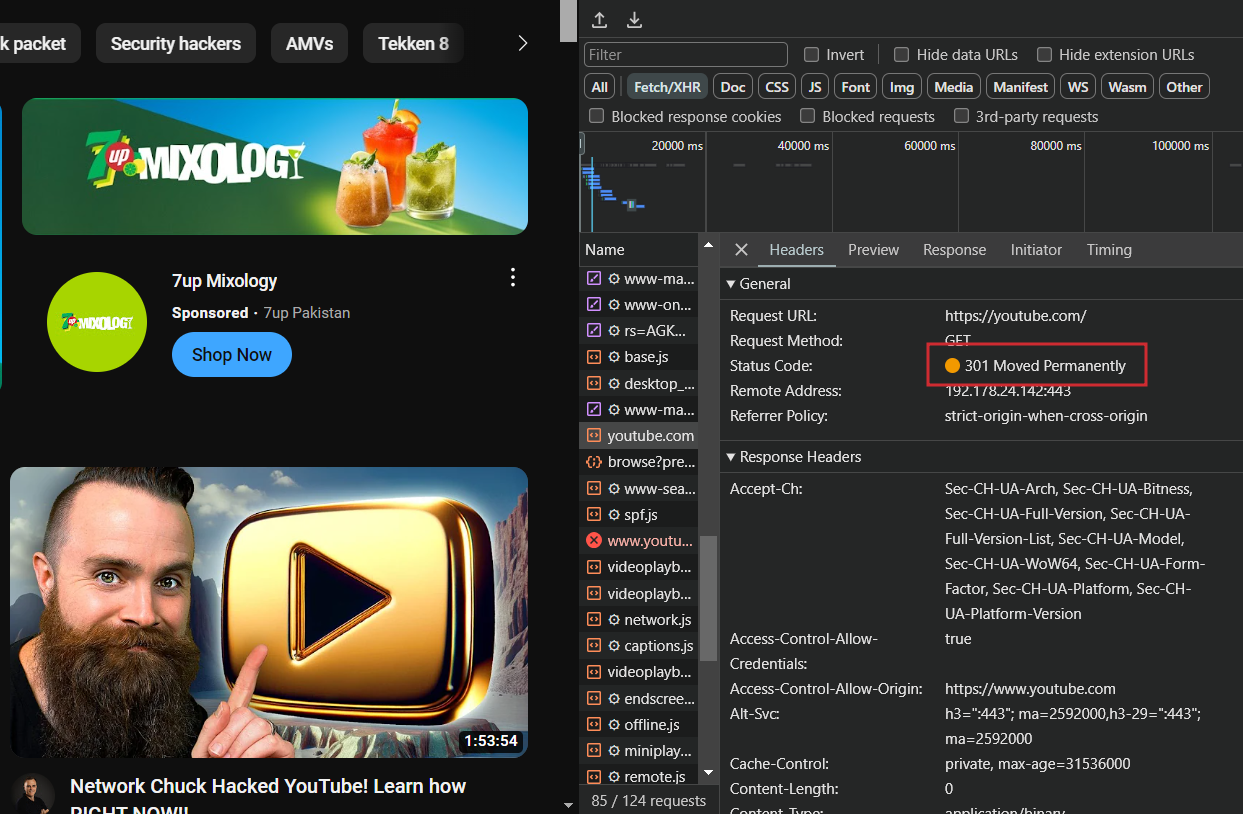 k packet
Security hackers
AMVs
Tekken 8
7up MIXOLOGY
7up MIXOLOGY
7up Mixology
Sponsored · 7up Pakistan
Shop Now
1:53:54
Network Chuck Hacked YouTube! Learn how
RIGHT NOW!!
Filter
Invert
Hide data URLs
Hide extension URLs
All
Fetch/XHR
Doc
CSS
JS
Font
Img
Media
Manifest
WS
Wasm
Other
Blocked response cookies
Blocked requests
3rd-party requests
20000 ms
40000 ms
60000 ms
80000 ms
100000 ms
Name
www-ma...
www-on...
rs=AGK...
base.js
desktop_...
www-ma...
youtube.com
browse?pre...
www-sea...
spf.js
www.youtu...
videoplayb...
videoplayb...
network.js
captions.js
videoplayb...
endscree...
offline.js
miniplay...
remote.js
85 / 124 requests
Headers
Preview
Response
Initiator
Timing
General
Request URL: https://youtube.com/
Request Method: GET
Status Code: 301 Moved Permanently
Remote Address: 192.178.24.142:443
Referrer Policy: strict-origin-when-cross-origin
Response Headers
Accept-Ch: Sec-CH-UA-Arch, Sec-CH-UA-Bitness,
Sec-CH-UA-Full-Version, Sec-CH-UA-
Full-Version-List, Sec-CH-UA-Model,
Sec-CH-UA-WoW64, Sec-CH-UA-Form-
Factor, Sec-CH-UA-Platform, Sec-CH-
UA-Platform-Version
Access-Control-Allow- true
Credentials:
Access-Control-Allow-Origin: https://www.youtube.com
Alt-Svc: h3=":443"; ma=2592000,h3-29=":443";
ma=2592000
Cache-Control: private, max-age=31536000
Content-Length: 0
Content-Type: application/binary